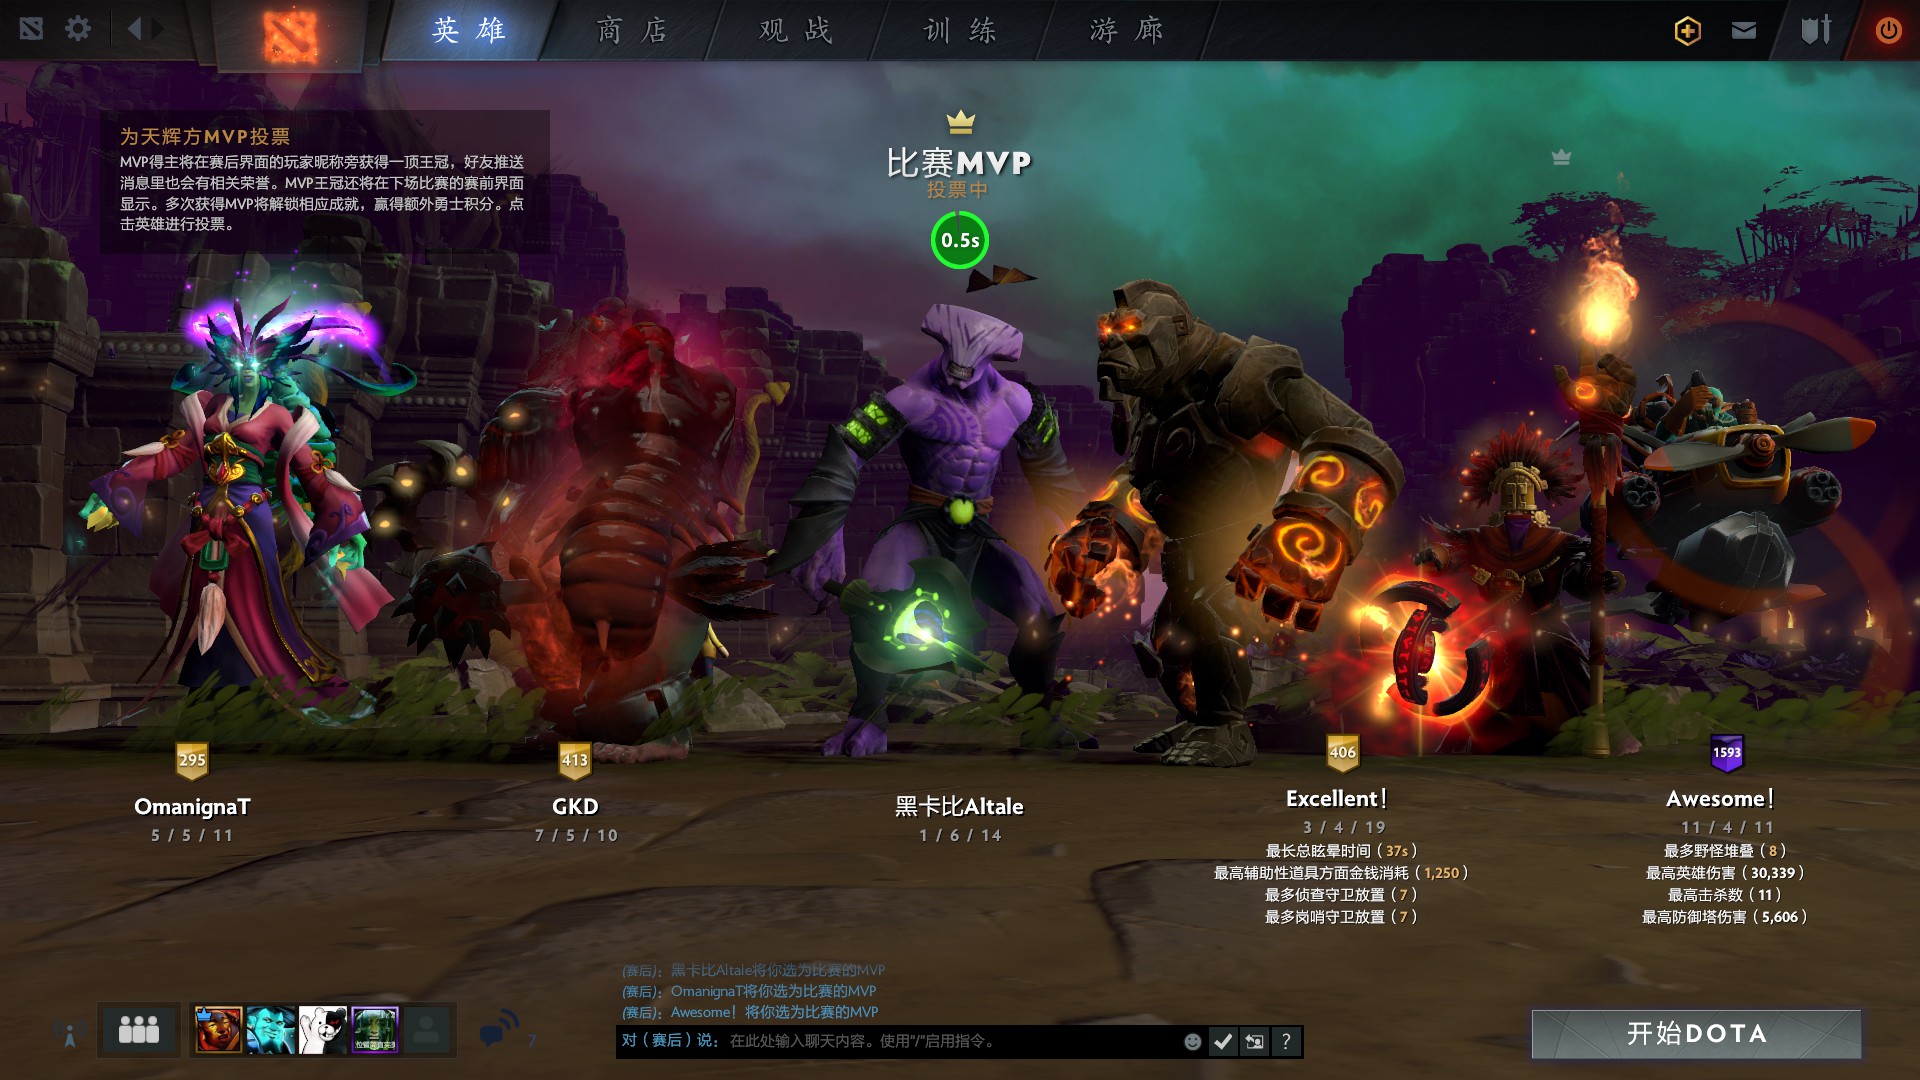 英雄
商店
观战
训练
游廊
为天辉方MVP投票
MVP得主将在赛后界面的玩家昵称旁获得一顶王冠，好友推送
消息里也会有相关荣誉。MVP王冠还将在下场比赛的赛前界面
显示。多次获得MVP将解锁相应成就，赢得额外勇士积分。点
击英雄进行投票。
比赛MVP
投票中
0.5s
295
OmanignaT
5 / 5 / 11
413
GKD
7 / 5 / 10
黑卡比Altale
1 / 6 / 14
406
Excellent！
3 / 4 / 19
最长总眩晕时间（37s）
最高辅助性道具方面金钱消耗（1,250）
最多侦查守卫放置（7）
最多岗哨守卫放置（7）
1593
Awesome！
11 / 4 / 11
最多野怪堆叠（8）
最高英雄伤害（30,339）
最高击杀数（11）
最高防御塔伤害（5,606）
(赛后)：黑卡比Altale将你选为比赛的MVP
(赛后)：OmanignaT将你选为比赛的MVP
(赛后)：Awesome！将你选为比赛的MVP
对（赛后）说：在此处输入聊天内容。使用"/"启用指令。
?
7
开始DOTA